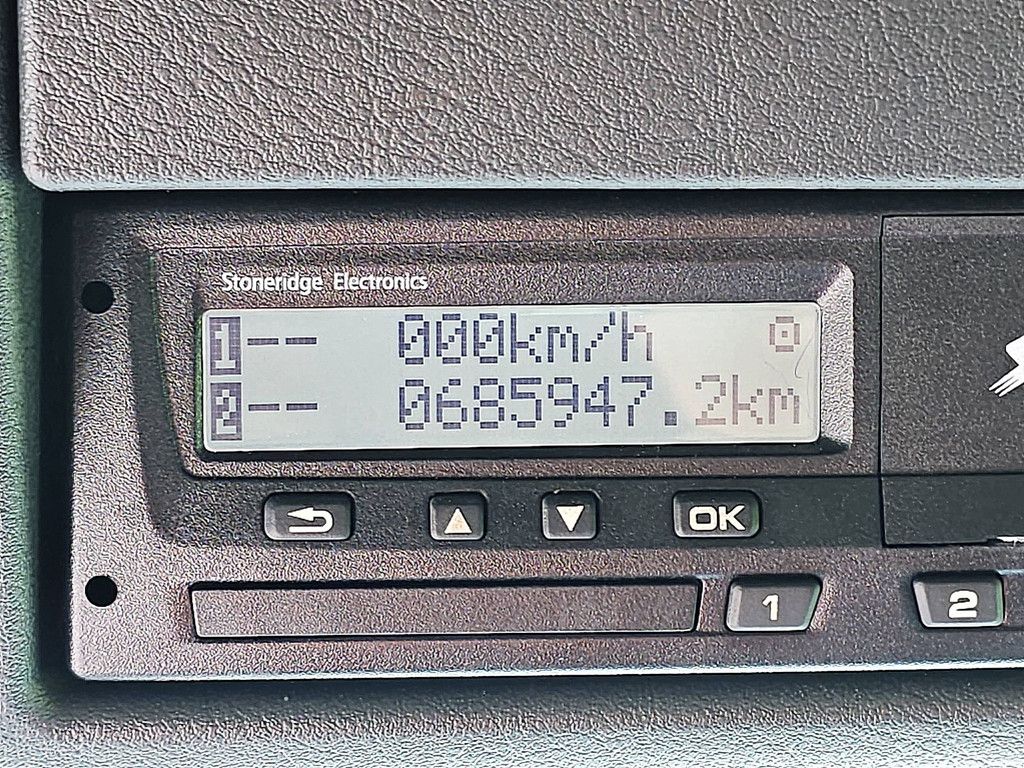 Stoneridge Electronics
1-- 000km/h
2-- 0685947.2km
OK
1
2